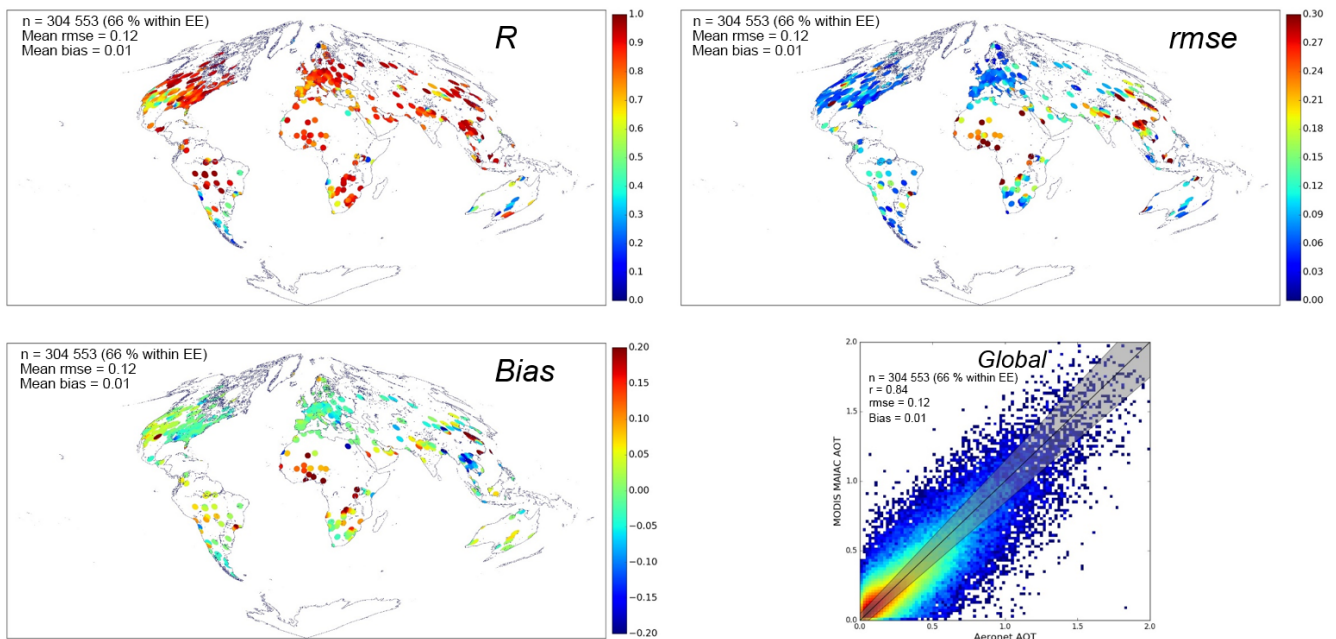 n = 304 553 (66 % within EE)
Mean rmse = 0.12
Mean bias = 0.01
R
1.0
0.9
0.8
0.7
0.6
0.5
0.4
0.3
0.2
0.1
0.0
n = 304 553 (66 % within EE)
Mean rmse = 0.12
Mean bias = 0.01
rmse
0.30
0.27
0.24
0.21
0.18
0.15
0.12
0.09
0.06
0.03
0.00
n = 304 553 (66 % within EE)
Mean rmse = 0.12
Mean bias = 0.01
Bias
0.20
0.15
0.10
0.05
0.00
−0.05
−0.10
−0.15
−0.20
Global
n = 304 553 (66 % within EE)
r = 0.84
rmse = 0.12
Bias = 0.01
MODIS MAIAC AOT
2.0
1.5
1.0
0.5
0.0
0.0 0.5 1.0 1.5 2.0
Aeronet AOT